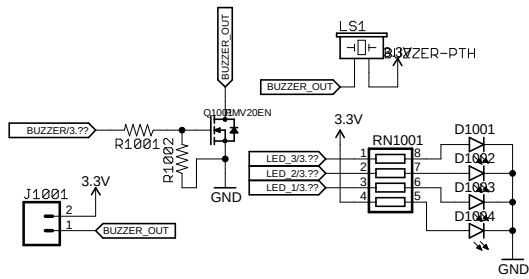 LS1
BUZZER-PTH
3.3V
BUZZER_OUT
BUZZER_OUT
BUZZER/3.??
R1001
R1002
GND
3.3V
RN1001
LED_3/3.??
LED_2/3.??
LED_1/3.??
1
2
3
4
8
7
6
5
D1001
D1002
D1003
D1004
GND
J1001
3.3V
2
1
BUZZER_OUT